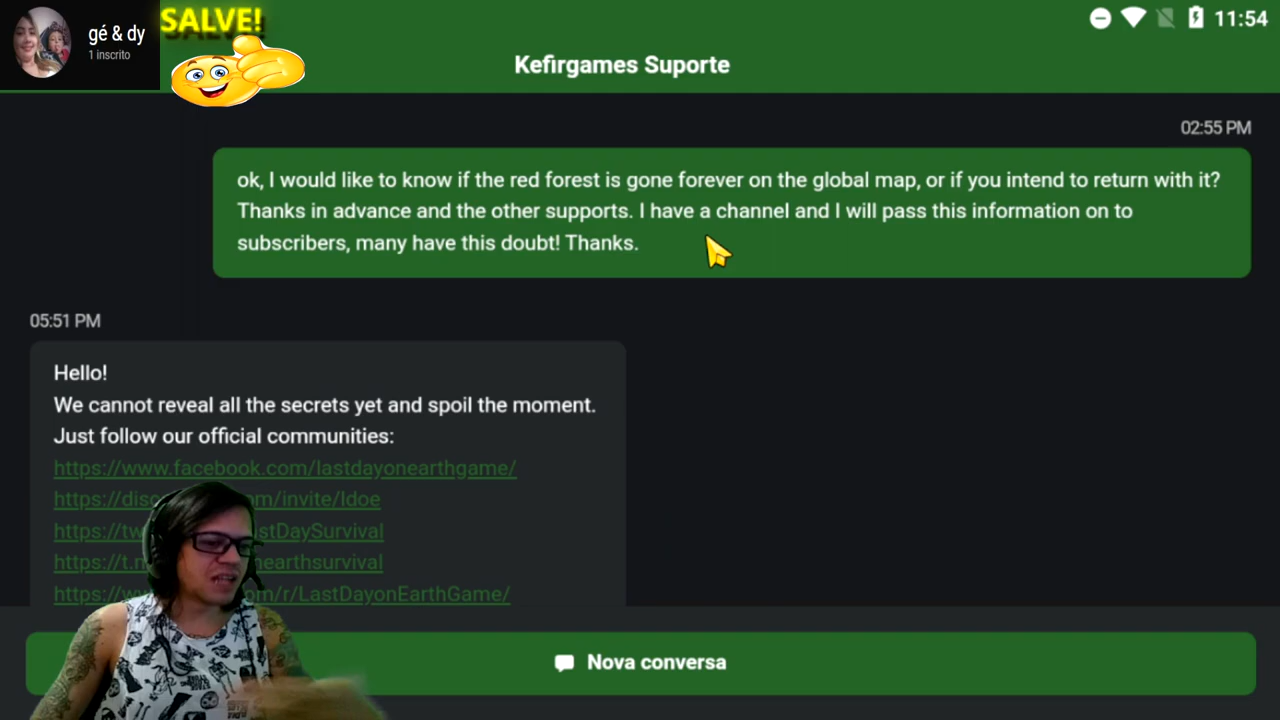 gé & dy
1 inscrito
SALVE!
11:54
Kefirgames Suporte
02:55 PM
ok, I would like to know if the red forest is gone forever on the global map, or if you intend to return with it?
Thanks in advance and the other supports. I have a channel and I will pass this information on to
subscribers, many have this doubt! Thanks.
05:51 PM
Hello!
We cannot reveal all the secrets yet and spoil the moment.
Just follow our official communities:
https://www.facebook.com/lastdayonearthgame/
https://disc m/invite/ldoe
https://tw stDaySurvival
https://t.m nearthsurvival
https://w com/r/LastDayonEarthGame/
Nova conversa